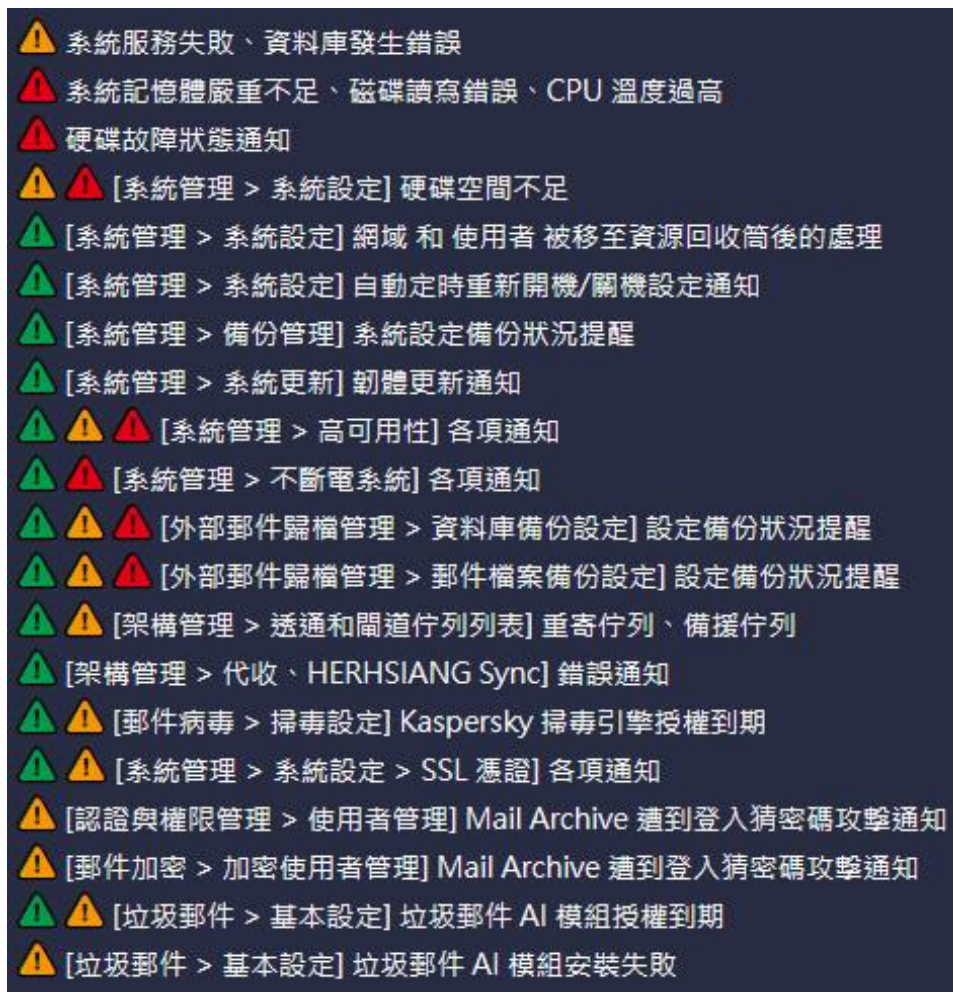 系統服務失敗、資料庫發生錯誤
系統記憶體嚴重不足、磁碟讀寫錯誤、CPU 溫度過高
硬碟故障狀態通知
[系統管理 > 系統設定] 硬碟空間不足
[系統管理 > 系統設定] 網域 和 使用者 被移至資源回收筒後的處理
[系統管理 > 系統設定] 自動定時重新開機/關機設定通知
[系統管理 > 備份管理] 系統設定備份狀況提醒
[系統管理 > 系統更新] 韌體更新通知
[系統管理 > 高可用性] 各項通知
[系統管理 > 不斷電系統] 各項通知
[外部郵件歸檔管理 > 資料庫備份設定] 設定備份狀況提醒
[外部郵件歸檔管理 > 郵件檔案備份設定] 設定備份狀況提醒
[架構管理 > 透通和閘道佇列列表] 重寄佇列、備援佇列
[架構管理 > 代收、HERHSIANG Sync] 錯誤通知
[郵件病毒 > 掃毒設定] Kaspersky 掃毒引擎授權到期
[系統管理 > 系統設定 > SSL 憑證] 各項通知
[認證與權限管理 > 使用者管理] Mail Archive 遭到登入猜密碼攻擊通知
[郵件加密 > 加密使用者管理] Mail Archive 遭到登入猜密碼攻擊通知
[垃圾郵件 > 基本設定] 垃圾郵件 AI 模組授權到期
[垃圾郵件 > 基本設定] 垃圾郵件 AI 模組安裝失敗